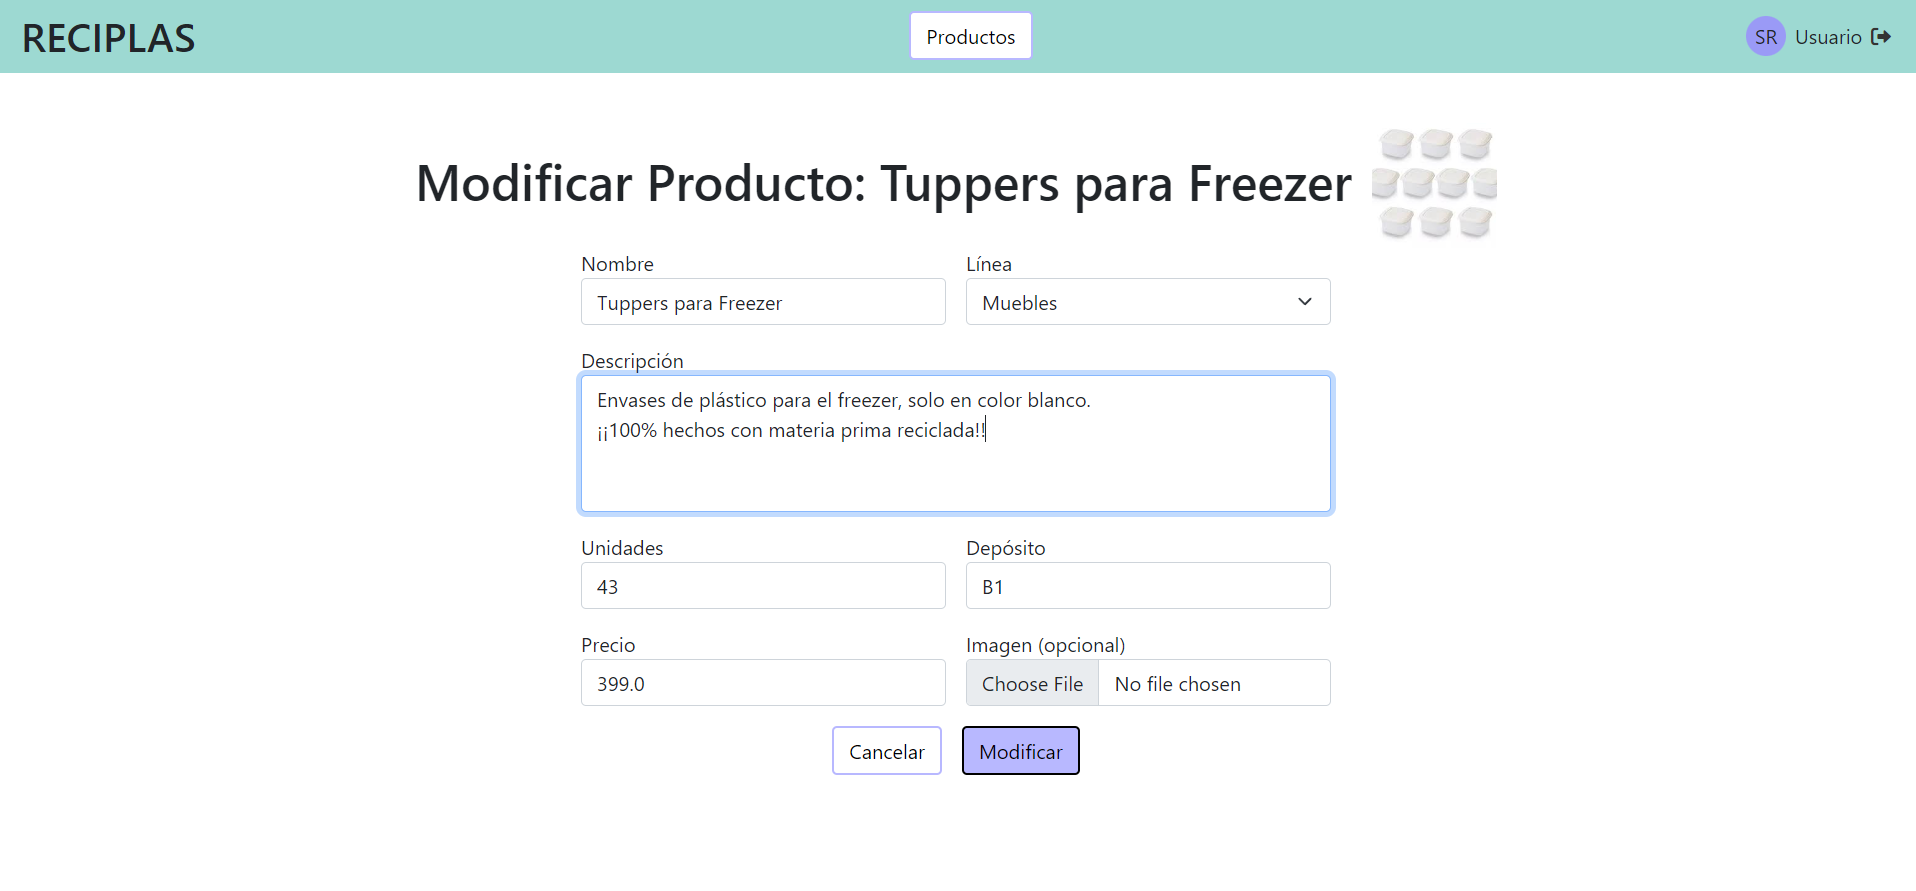 RECIPLAS
Productos
SR Usuario
Modificar Producto: Tuppers para Freezer
Nombre
Línea
Tuppers para Freezer
Muebles
Descripción
Envases de plástico para el freezer, solo en color blanco.
¡¡100% hechos con materia prima reciclada!!
Unidades
Depósito
43
B1
Precio
Imagen (opcional)
399.0
Choose File No file chosen
Cancelar
Modificar